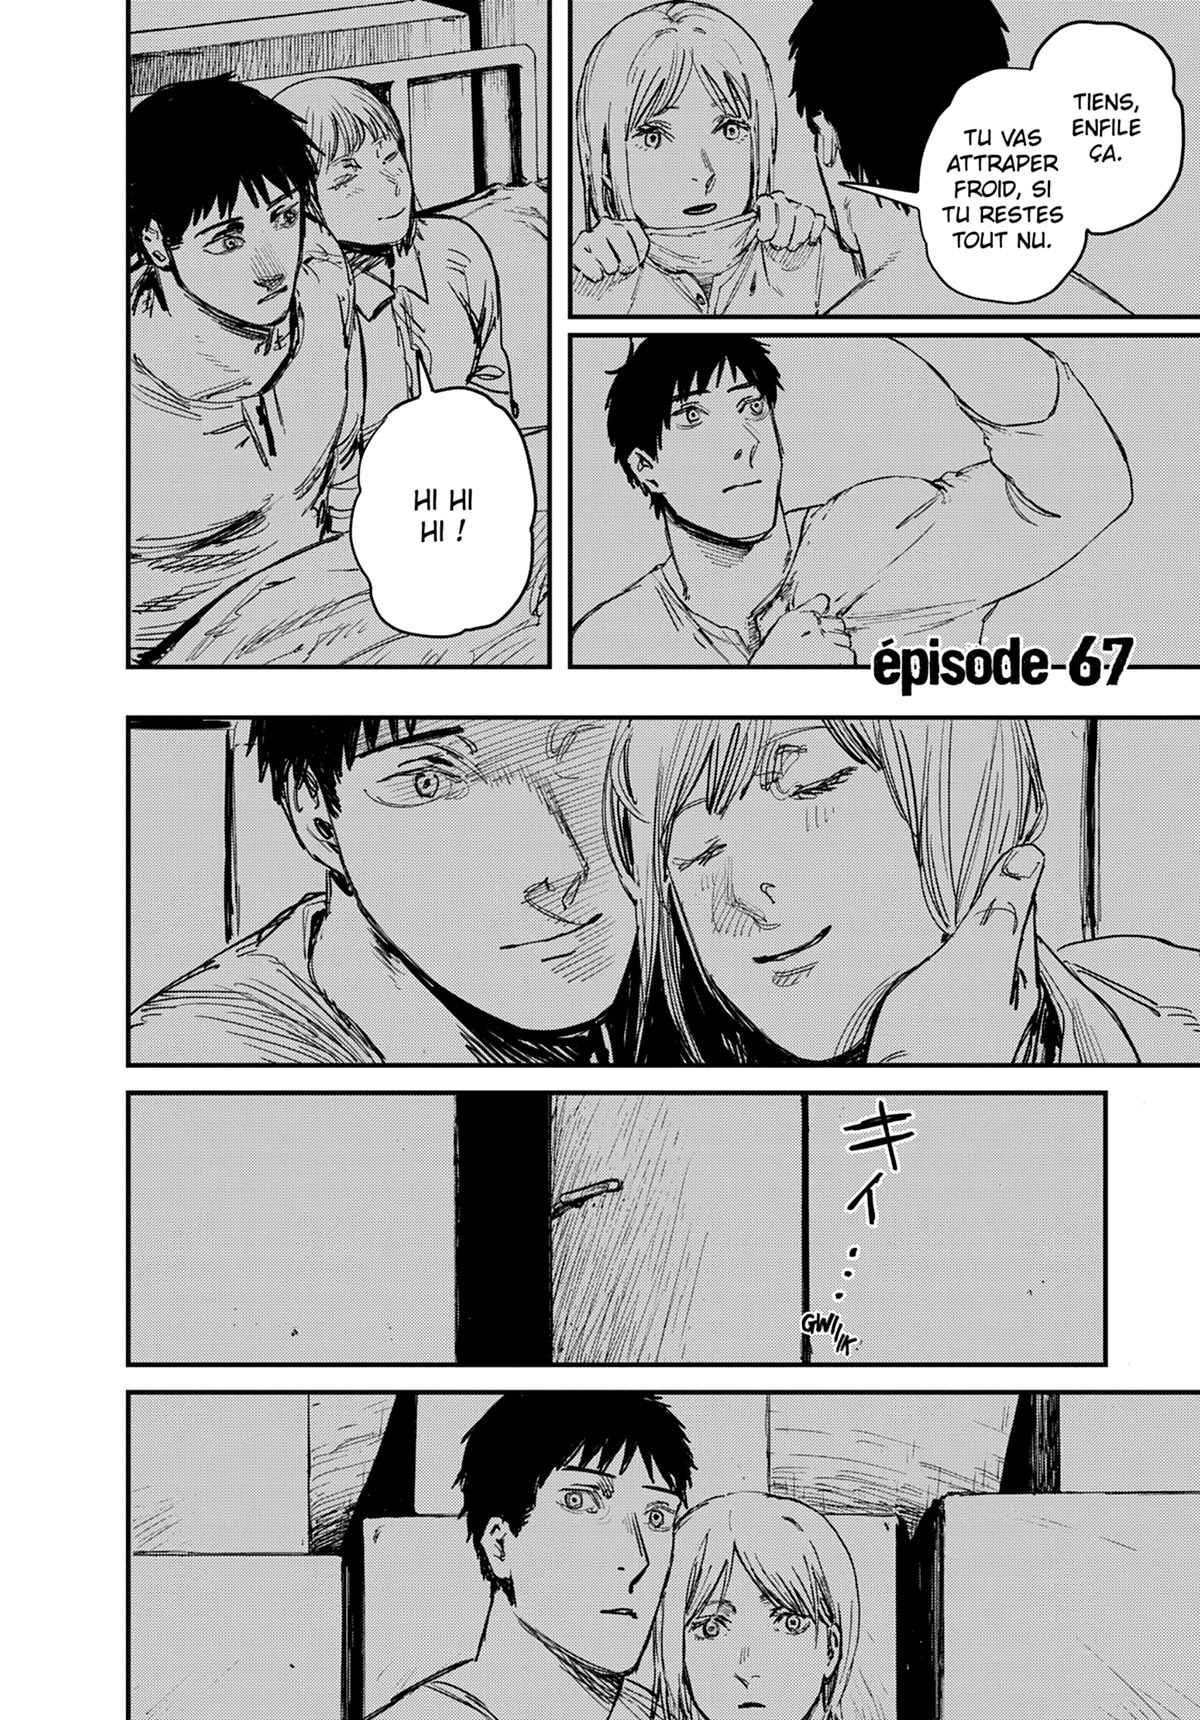 TIENS,
ENFILE
ÇA.
TU VAS
ATTRAPER
FROID, SI
TU RESTES
TOUT NU.
HI HI
HI !
épisode 67
キィ...
GWIIIK